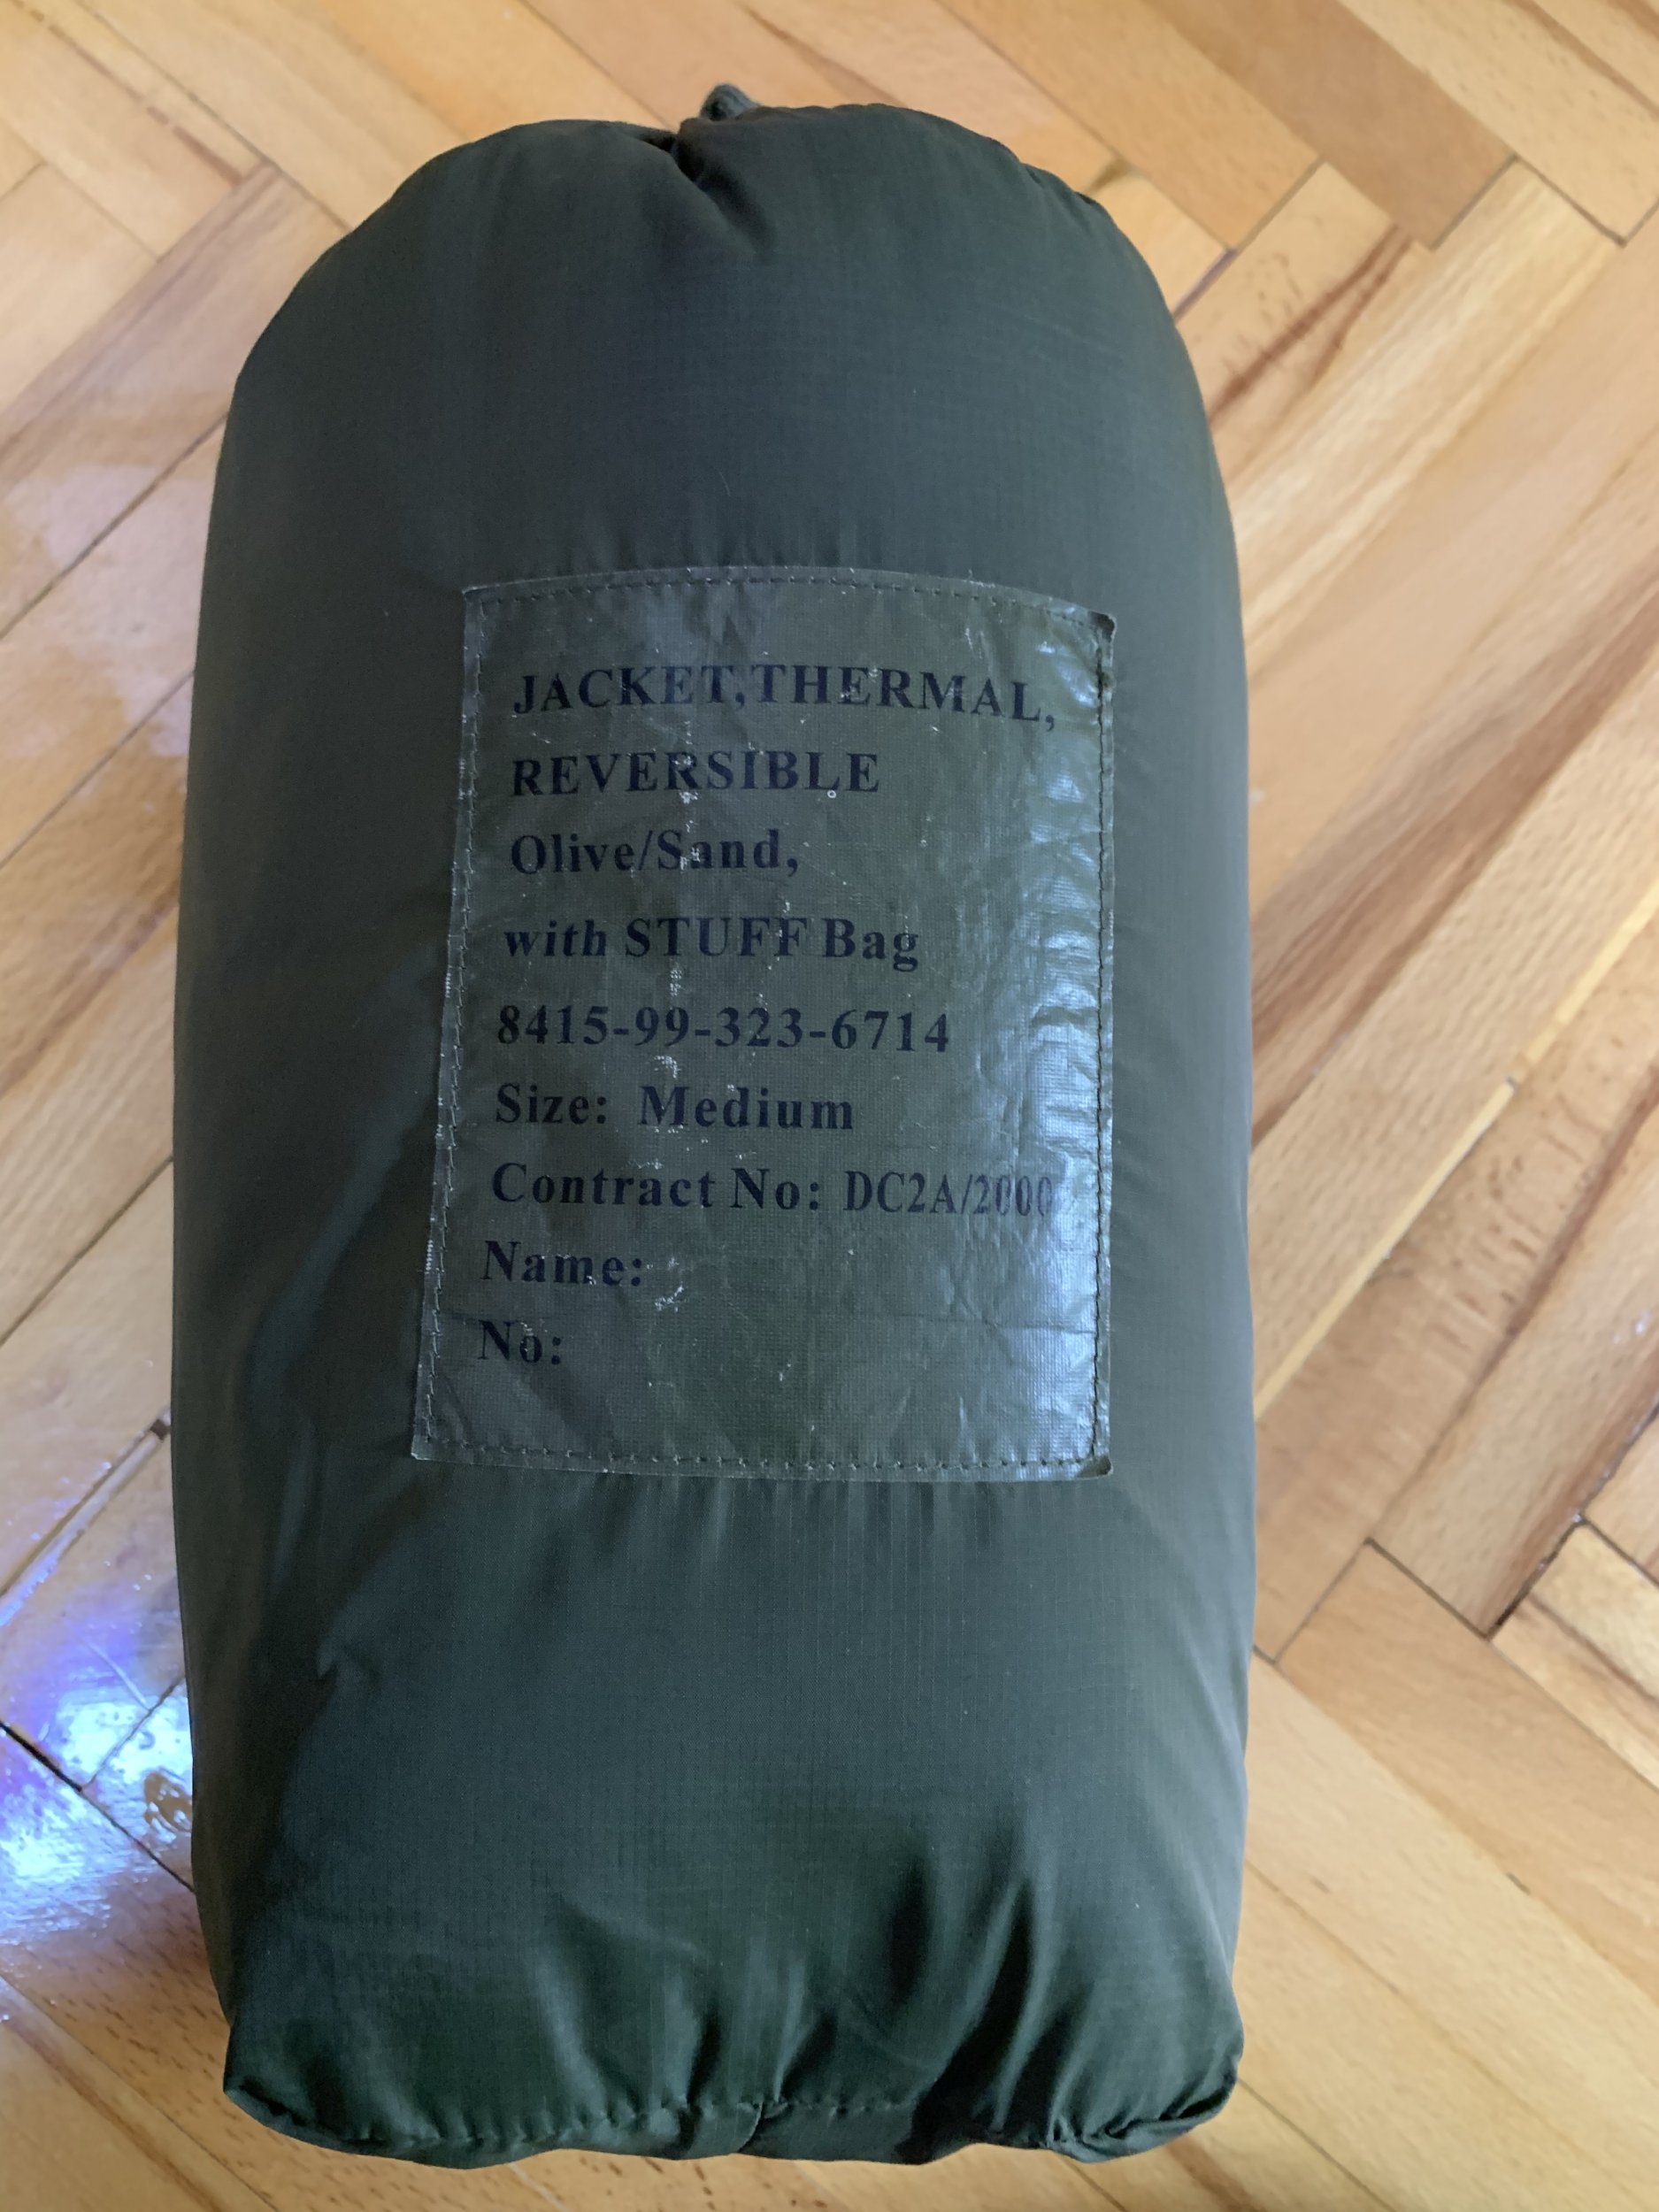 JACKET,THERMAL,
REVERSIBLE
Olive/Sand,
with STUFF Bag
8415-99-323-6714
Size: Medium
Contract No: DC2A/2000
Name:
No: